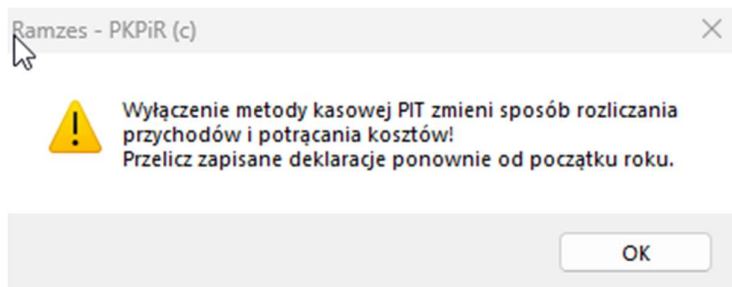 Ramzes - PKPiR (c)
Wyłączenie metody kasowej PIT zmieni sposób rozliczania
przychodów i potrącania kosztów!
Przelicz zapisane deklaracje ponownie od początku roku.
OK